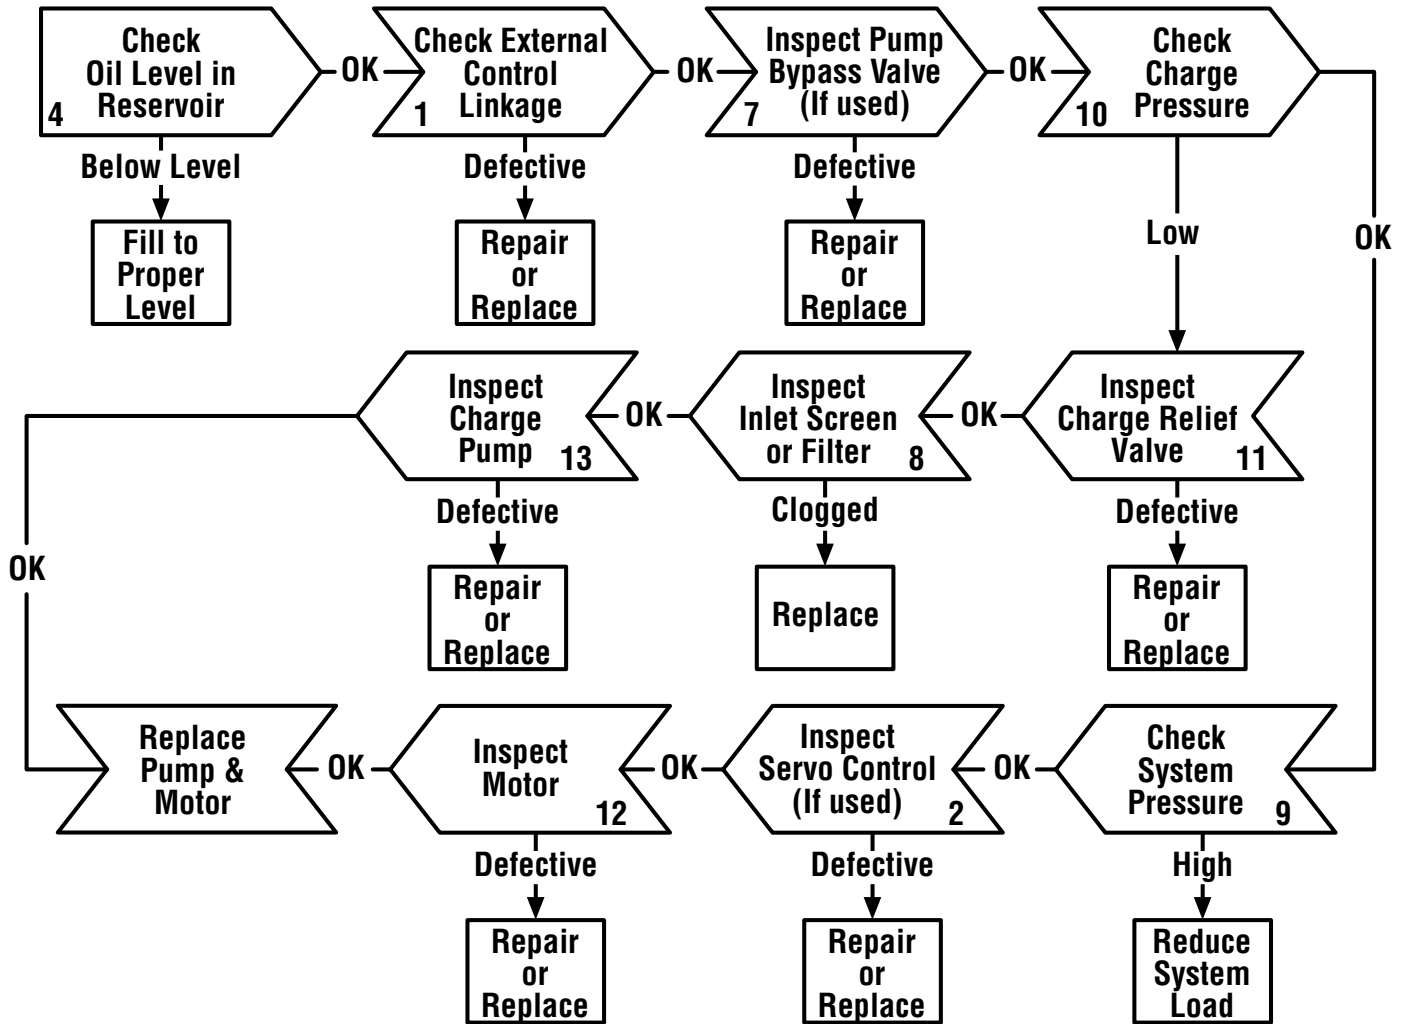 Check
Oil Level in
Reservoir
4
OK
Check External
Control
Linkage
1
OK
Inspect Pump
Bypass Valve
(If used)
7
OK
Check
Charge
Pressure
10
Below Level
Defective
Defective
Low
OK
Fill to
Proper
Level
Repair
or
Replace
Repair
or
Replace
Inspect
Charge Relief
Valve
11
OK
Inspect
Inlet Screen
or Filter
8
OK
Inspect
Charge
Pump
13
Defective
Clogged
Defective
OK
Repair
or
Replace
Replace
Repair
or
Replace
Check
System
Pressure
9
OK
Inspect
Servo Control
(If used)
2
OK
Inspect
Motor
12
OK
Replace
Pump &
Motor
High
Defective
Defective
Reduce
System
Load
Repair
or
Replace
Repair
or
Replace